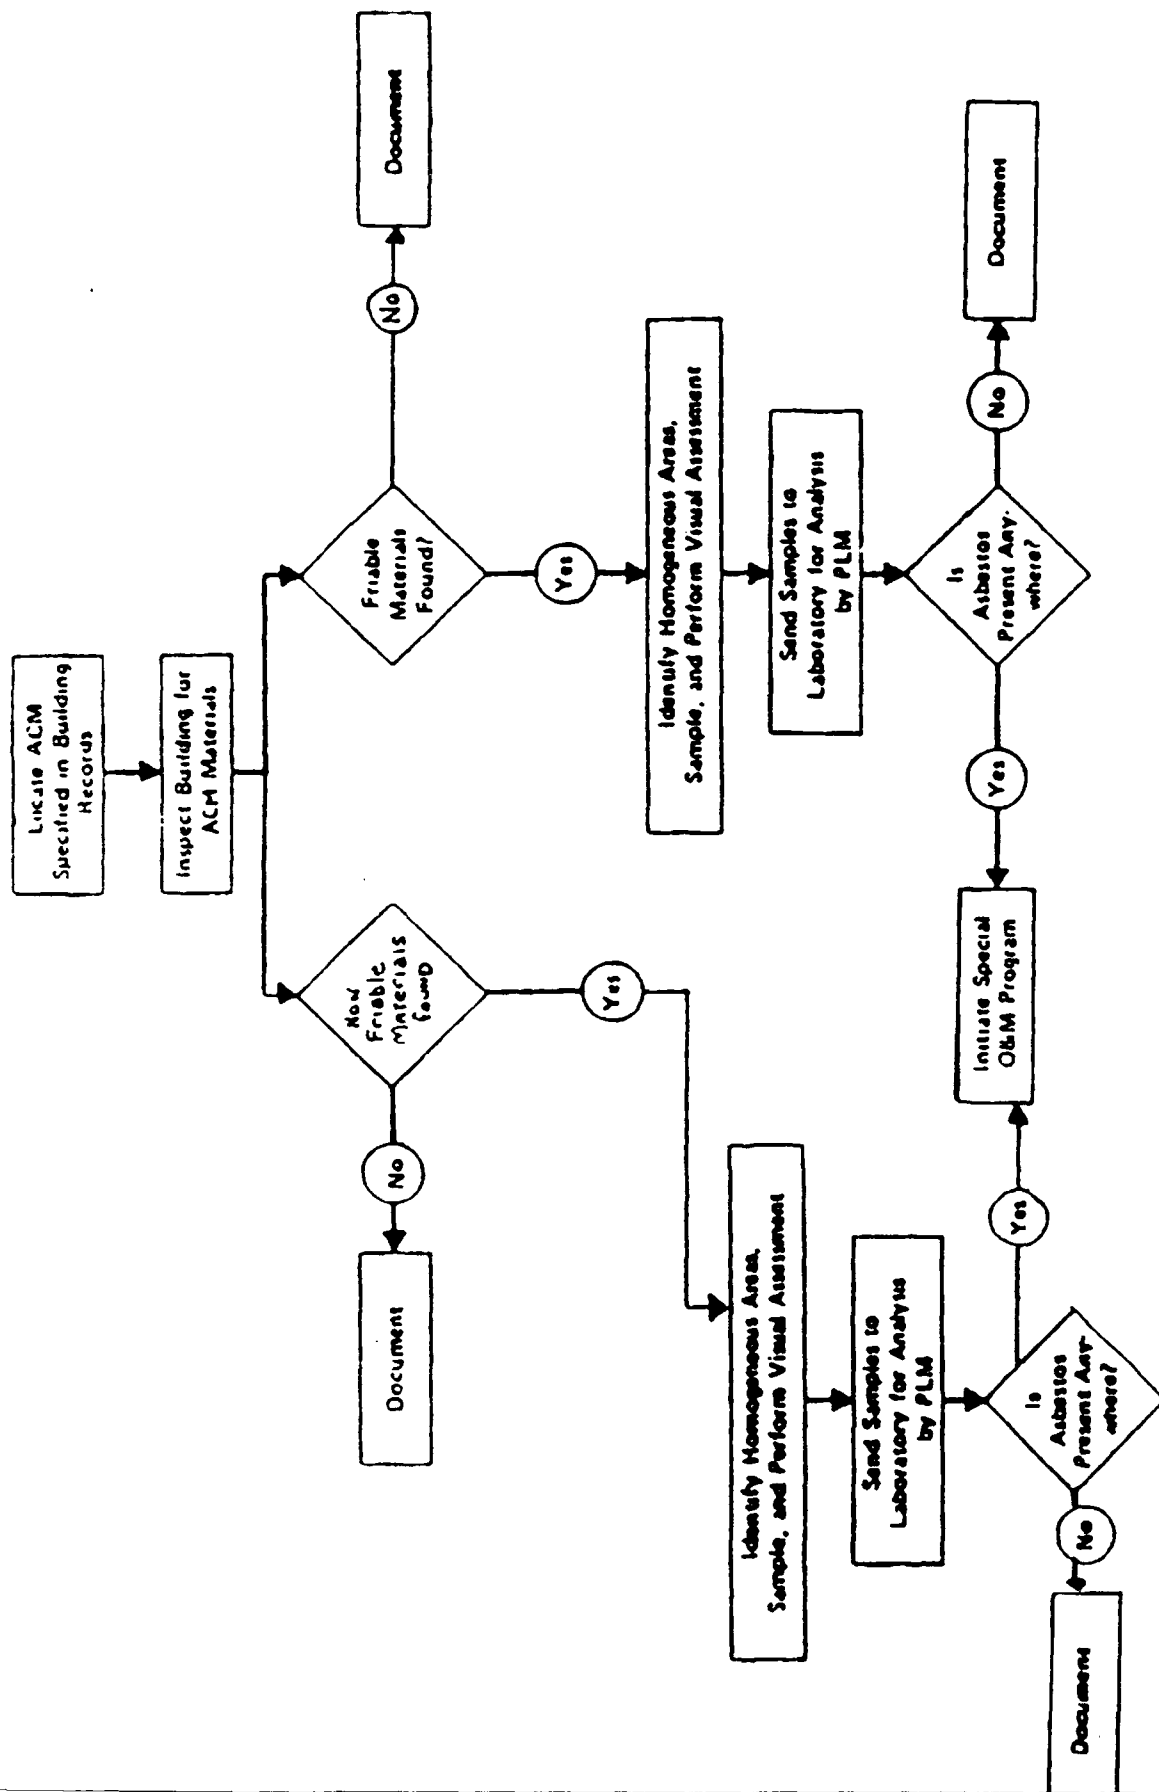 Locate ACM
Specified in Building
Records
Inspect Building for
ACM Materials
Non
Friable
Materials
found
Friable
Materials
Found?
No
Document
No
Document
Yes
Yes
Identify Homogeneous Areas,
Sample, and Perform Visual Assessment
Send Samples to
Laboratory for Analysis
by PLM
Is
Asbestos
Present Any-
where?
No
Document
Yes
Initiate Special
O&M Program
Identify Homogeneous Areas,
Sample, and Perform Visual Assessment
Send Samples to
Laboratory for Analysis
by PLM
Is
Asbestos
Present Any-
where?
Yes
No
Document